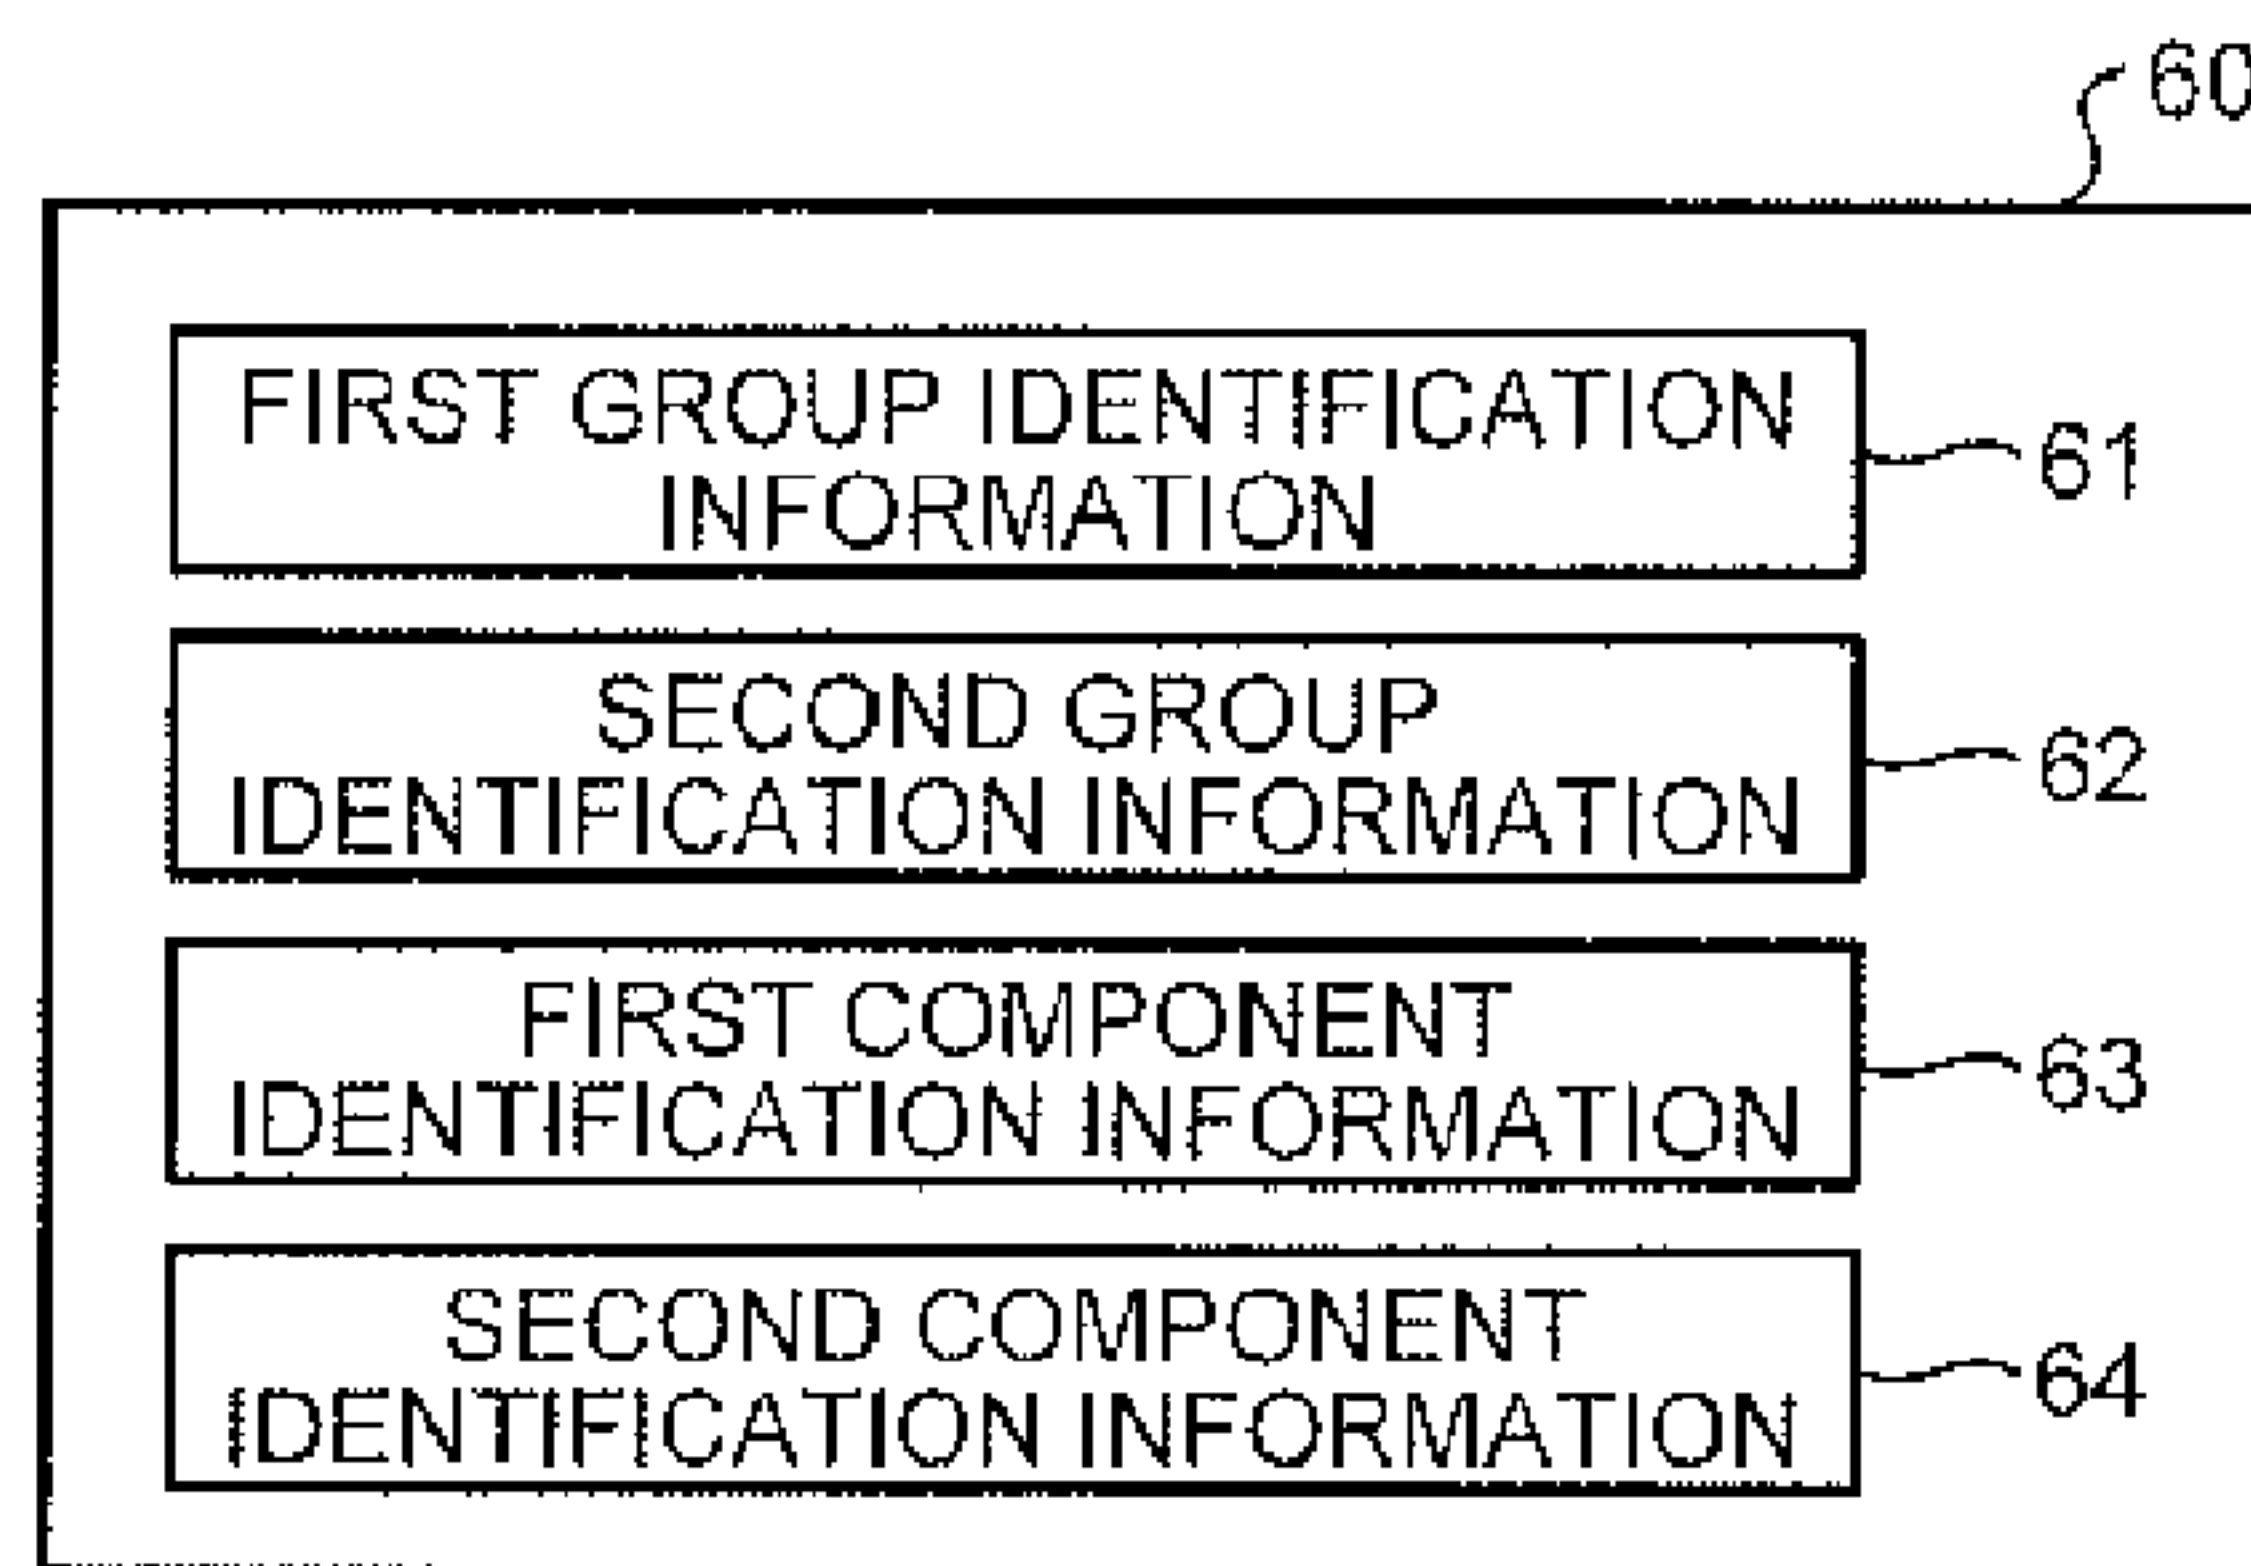 60
FIRST GROUP IDENTIFICATION
INFORMATION
61
SECOND GROUP
IDENTIFICATION INFORMATION
62
FIRST COMPONENT
IDENTIFICATION INFORMATION
63
SECOND COMPONENT
IDENTIFICATION INFORMATION
64